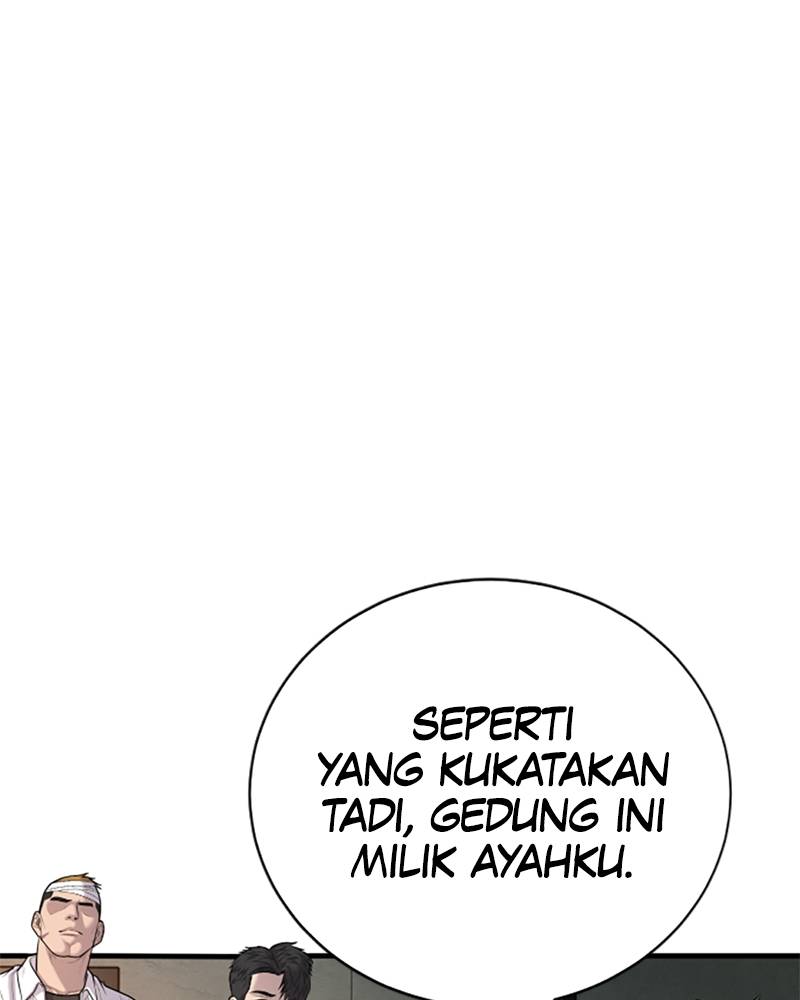 SEPERTI
YANG KUKATAKAN
TADI, GEDUNG INI
MILIK AYAHKU.